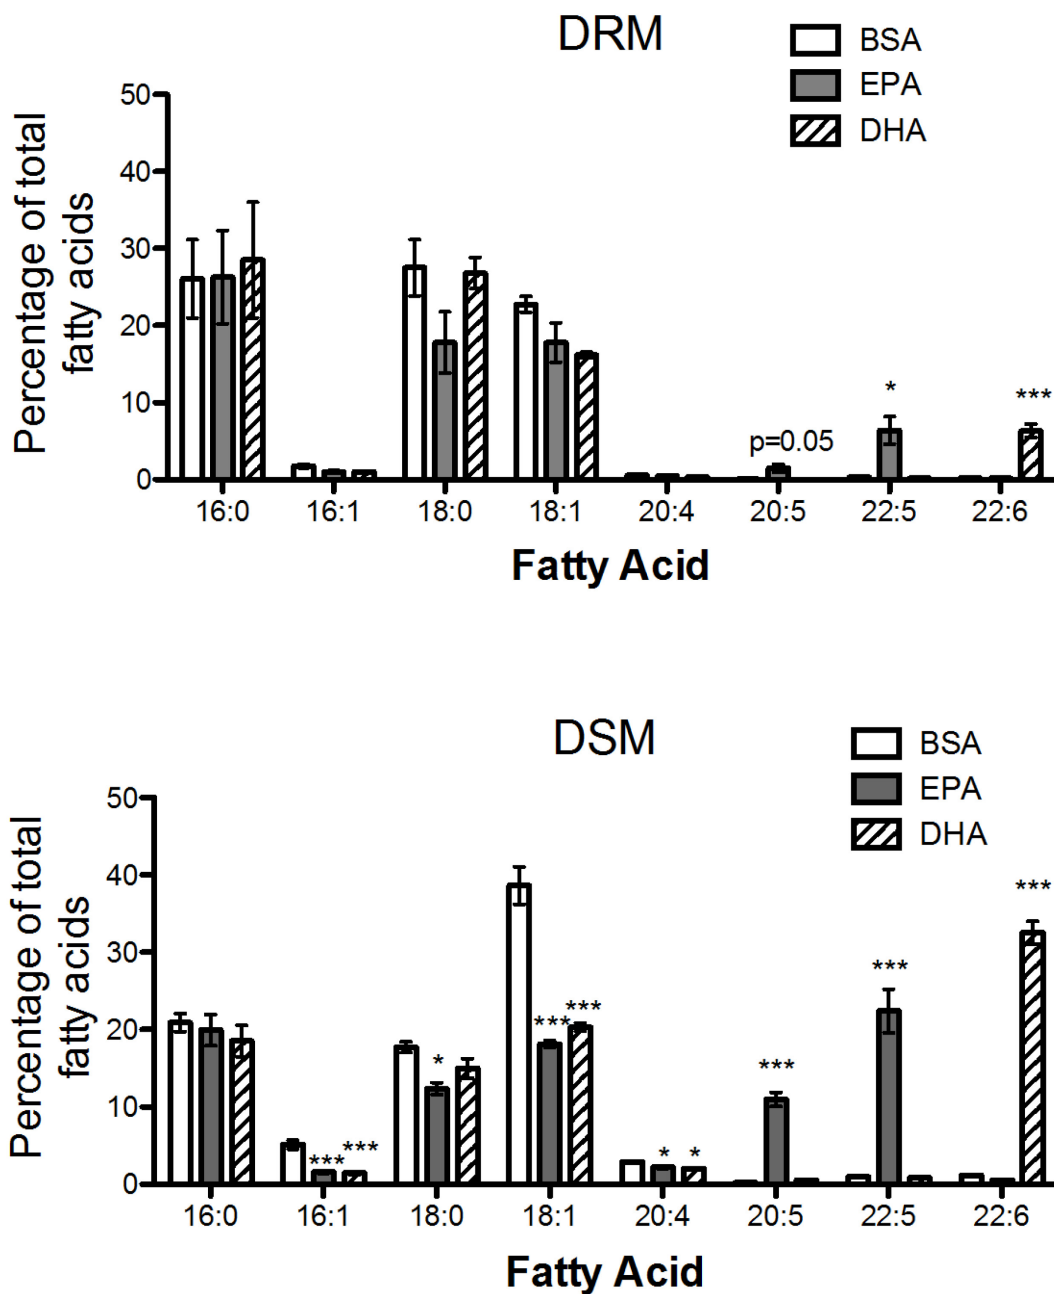 DRM
BSA
EPA
DHA
Percentage of total
fatty acids
50
40
30
20
10
0
*
***
p=0.05
16:0 16:1 18:0 18:1 20:4 20:5 22:5 22:6
Fatty Acid
DSM
BSA
EPA
DHA
Percentage of total
fatty acids
50
40
30
20
10
0
***
***
***
***
***
*
*
*
***
***
16:0 16:1 18:0 18:1 20:4 20:5 22:5 22:6
Fatty Acid